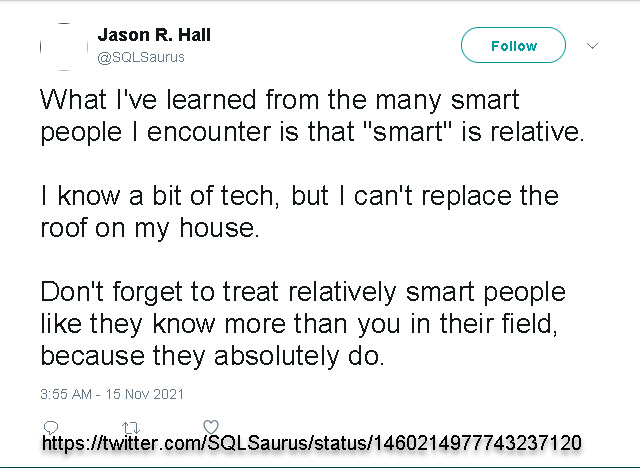 Jason R. Hall
@SQLSaurus
Follow
What I've learned from the many smart
people I encounter is that "smart" is relative.
I know a bit of tech, but I can't replace the
roof on my house.
Don't forget to treat relatively smart people
like they know more than you in their field,
because they absolutely do.
3:55 AM - 15 Nov 2021
https://twitter.com/SQLSaurus/status/1460214977743237120